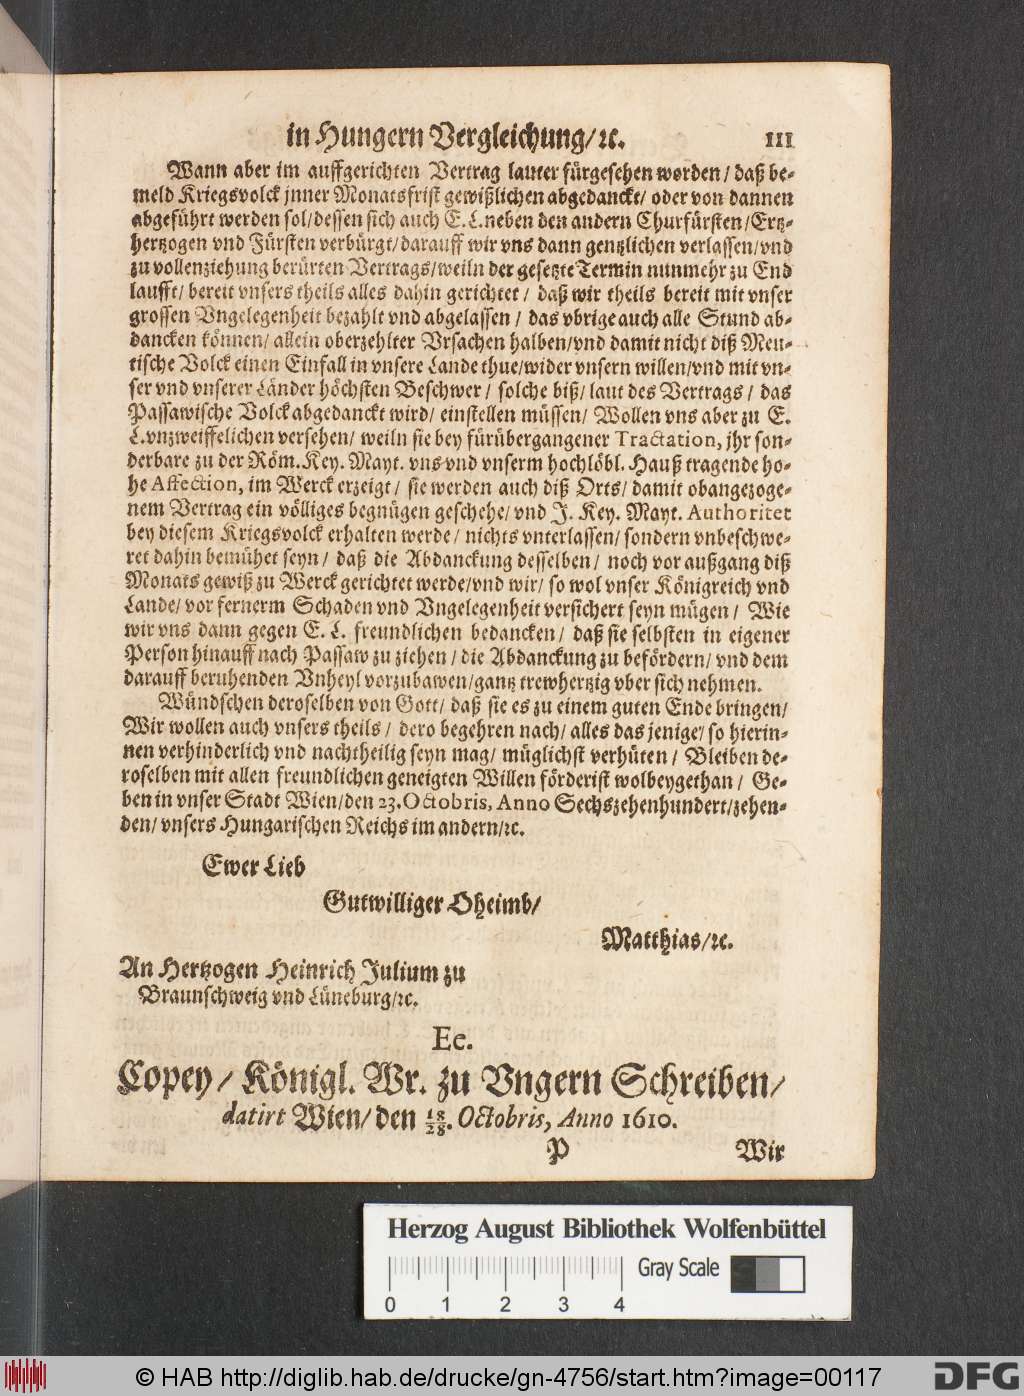 in Hungern Vergleichung/ꝛc. 111
Wann aber im auffgerichten Vertrag lauter fürgesehen worden / daß be-
meld Kriegsvolck jnner Monatsfrist gewißlichen abgedanckt/ oder von dannen
abgeführt werden sol/dessen sich auch E. L. neben den andern Churfürsten/Ertz-
hertzogen vnd Fürsten verbürgt/darauff wir vns dann gentzlichen verlassen/vnd
zu vollenziehung berürten Vertrags/weiln der gesetzte Termin nunmehr zu End
laufft/ bereit vnsers theils alles dahin gerichtet / daß wir theils bereit mit vnser
grossen Vngelegenheit bezahlt vnd abgelassen / das vbrige auch alle Stund ab-
dancken können/ allein oberzehlter Vrsachen halben/vnd damit nicht diß Meu-
tische Volck einen Einfall in vnsere Lande thue/wider vnsern willen/vnd mit vn-
ser vnd vnserer Länder höchsten Beschwer / solche biß/ laut des Vertrags / das
Passawische Volck abgedanckt wird/ einstellen müssen/ Wollen vns aber zu E.
L. vnzweiffelichen versehen/ weiln sie bey fürübergangener Tractation, jhr son-
derbare zu der Röm. Key. Mayt. vns vnd vnserm hochlöbl. Hauß tragende ho-
he Affection, im Werck erzeigt / sie werden auch diß Orts/ damit obangezoge-
nem Vertrag ein völliges begnügen geschehe/ vnd J. Key. Mayt. Authoritet
bey diesem Kriegsvolck erhalten werde / nichts vnterlassen/ sondern vnbeschwe-
ret dahin bemühet seyn / daß die Abdanckung desselben / noch vor außgang diß
Monats gewiß zu Werck gerichtet werde/vnd wir/ so wol vnser Königreich vnd
Lande/ vor fernerm Schaden vnd Vngelegenheit versichert seyn mügen / Wie
wir vns dann gegen E. L. freundlichen bedancken / daß sie selbsten in eigener
Person hinauff nach Passaw zu ziehen / die Abdanckung zu befördern/ vnd dem
darauff beruhenden Vnheyl vorzubawen/gantz trewhertzig vber sich nehmen.
Wündschen deroselben von Gott/ daß sie es zu einem guten Ende bringen/
Wir wollen auch vnsers theils / dero begehren nach/ alles das jenige/ so hierin-
nen verhinderlich vnd nachtheilig seyn mag/ müglichst verhüten / Bleiben de-
roselben mit allen freundlichen geneigten Willen förderist wolbeygethan / Ge-
ben in vnser Stadt Wien/den 23. Octobris, Anno Sechszehenhundert/zehen-
den/ vnsers Hungarischen Reichs im andern/ꝛc.
Ewer Lieb
Gutwilliger Oheimb/
Matthias/ꝛc.
An Hertzogen Heinrich Julium zu
Braunschweig vnd Lüneburg/ꝛc.
Ee.
Copey / Königl. Wr. zu Vngern Schreiben/
datirt Wien/ den 18/28. Octobris, Anno 1610.
P Wir
Herzog August Bibliothek Wolfenbüttel
Gray Scale
0 1 2 3 4
© HAB http://diglib.hab.de/drucke/gn-4756/start.htm?image=00117
DFG